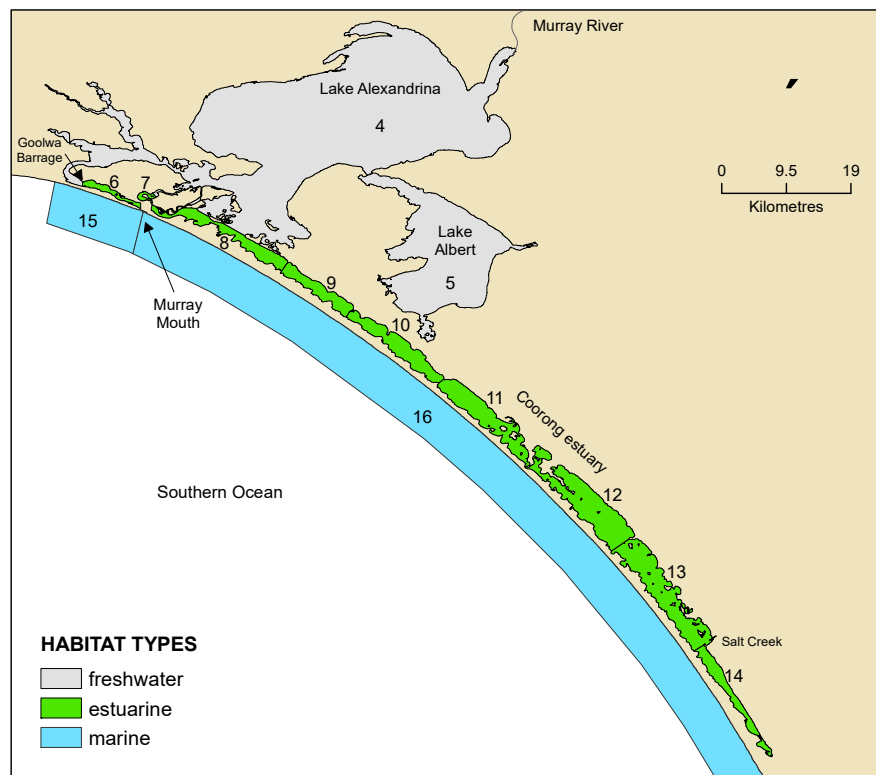 Murray River
Lake Alexandrina
4
Goolwa
Barrage
6
7
0 9.5 19
Kilometres
15
8
Lake
Albert
5
Murray
Mouth
9
10
11
16
Coorong estuary
Southern Ocean
12
13
Salt Creek
14
HABITAT TYPES
freshwater
estuarine
marine